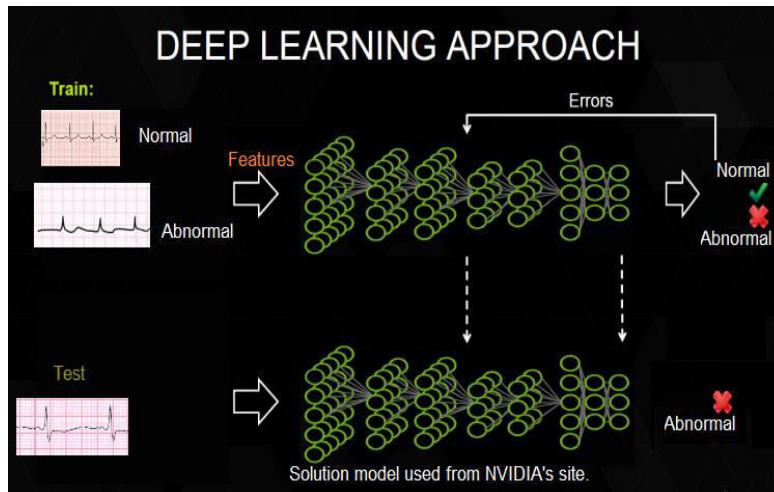 DEEP LEARNING APPROACH
Train:
Errors
Normal
Features
Normal
Abnormal
Abnormal
Test
Abnormal
Solution model used from NVIDIA's site.